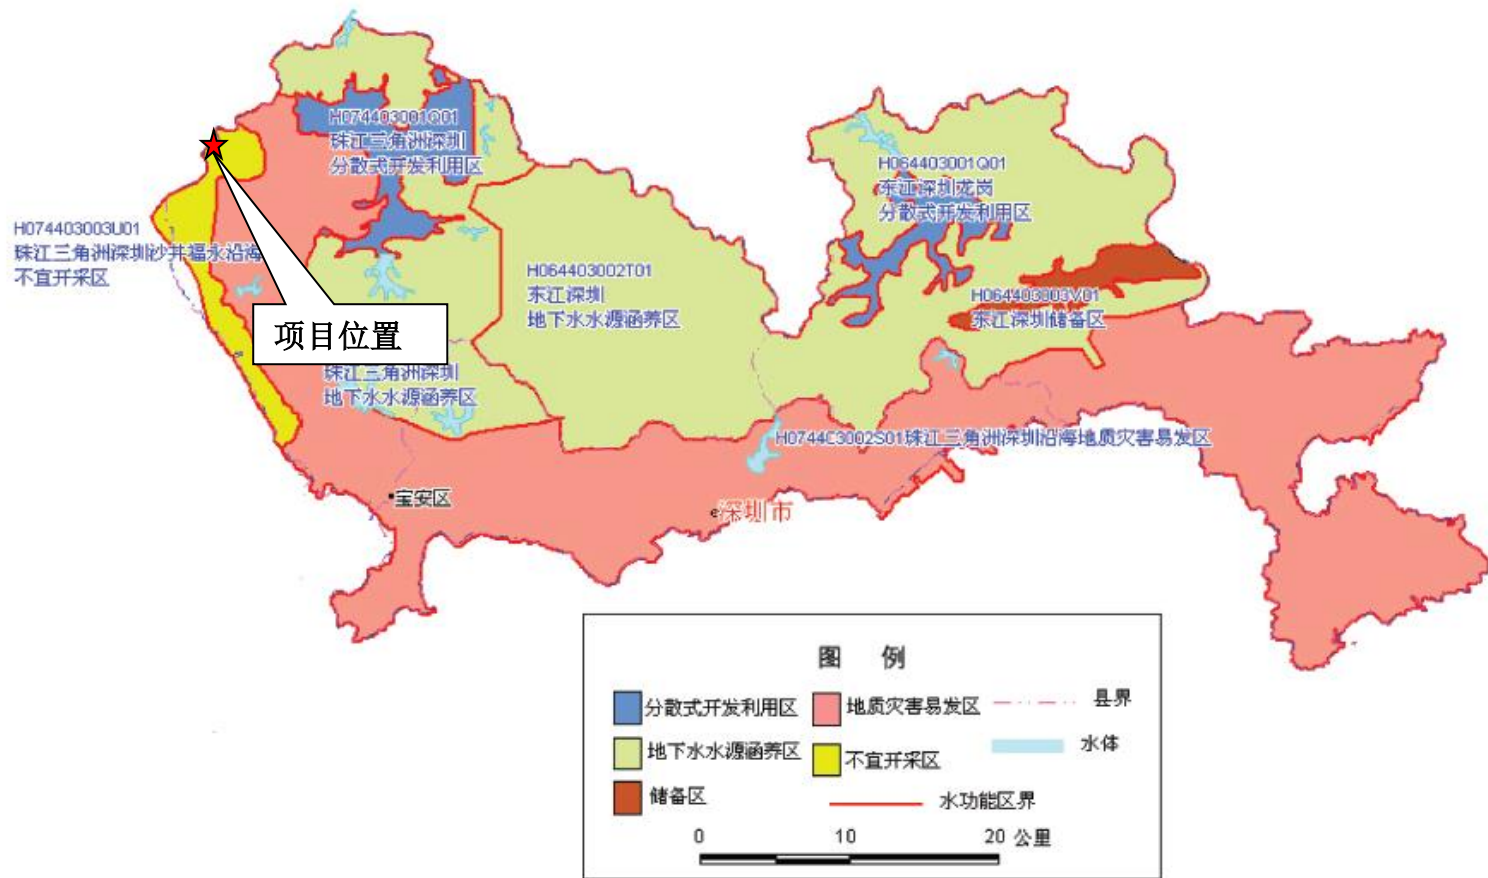 H074403001Q01
珠江三角洲深圳
分散式开发利用区
H064403001Q01
东江深圳龙岗
分散式开发利用区
H074403003U01
珠江三角洲深圳沙井福永沿海
不宜开采区
H064403002T01
东江深圳
地下水水源涵养区
H064403003V01
东江深圳储备区
项目位置
珠江三角洲深圳
地下水水源涵养区
H0744C3002S01珠江三角洲深圳沿海地质灾害易发区
宝安区
深圳市
图 例
分散式开发利用区
地质灾害易发区
县界
地下水水源涵养区
不宜开采区
水体
储备区
水功能区界
0 10 20 公里